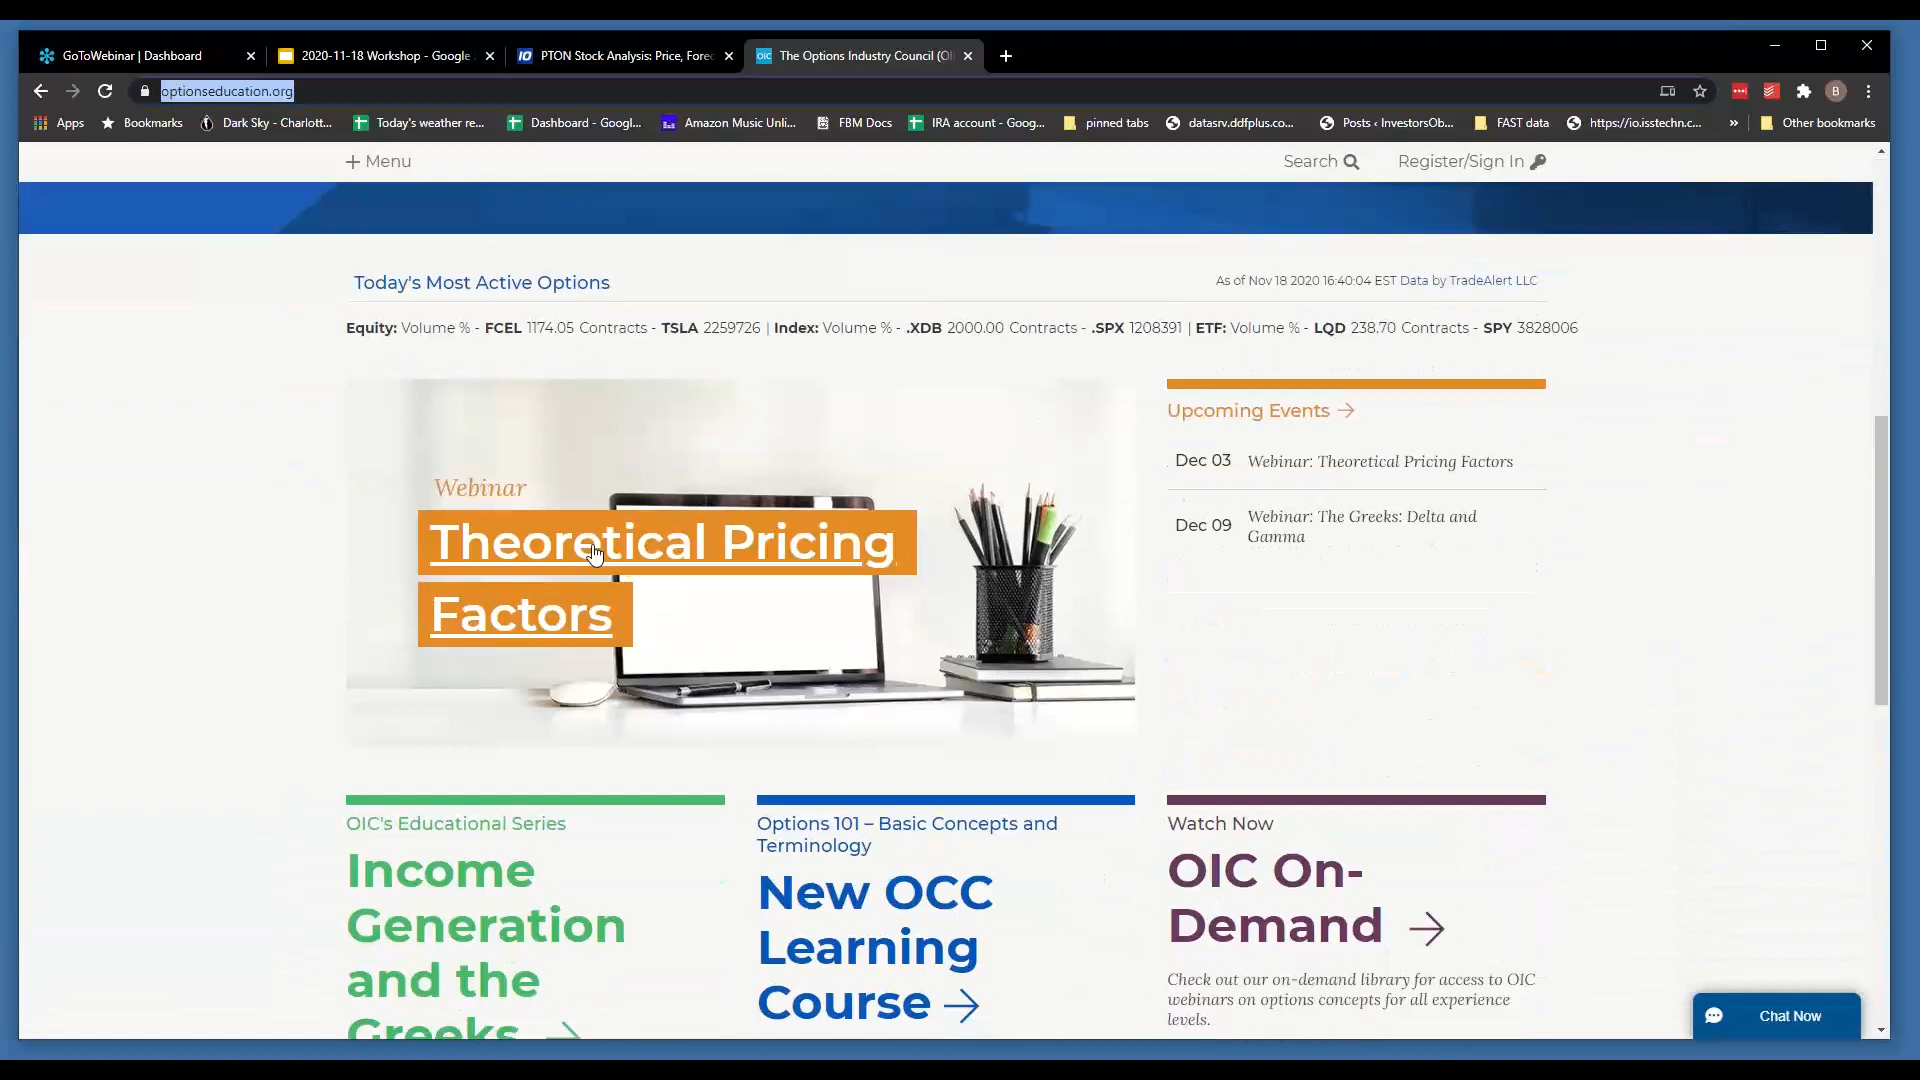 GoToWebinar | Dashboard
2020-11-18 Workshop - Google
IO PTON Stock Analysis: Price, Forec
OIC The Options Industry Council (OI
optionseducation.org
B
Apps
Bookmarks
Dark Sky - Charlott...
Today's weather re...
Dashboard - Googl...
Amazon Music Unli...
FBM Docs
IRA account - Goog...
pinned tabs
datasrv.ddfplus.co...
Posts ‹ InvestorsOb...
FAST data
https://io.isstechn.c...
»
Other bookmarks
Menu
Search
Register/Sign In
Today's Most Active Options
As of Nov 18 2020 16:40:04 EST Data by TradeAlert LLC
Equity: Volume % - FCEL 1174.05 Contracts - TSLA 2259726 | Index: Volume % - .XDB 2000.00 Contracts - .SPX 1208391 | ETF: Volume % - LQD 238.70 Contracts - SPY 3828006
Webinar
Theoretical Pricing
Factors
Upcoming Events
Dec 03 Webinar: Theoretical Pricing Factors
Dec 09 Webinar: The Greeks: Delta and
Gamma
OIC's Educational Series
Income
Generation
and the
Greeks
Options 101 – Basic Concepts and
Terminology
New OCC
Learning
Course
Watch Now
OIC On-
Demand
Check out our on-demand library for access to OIC
webinars on options concepts for all experience
levels.
Chat Now